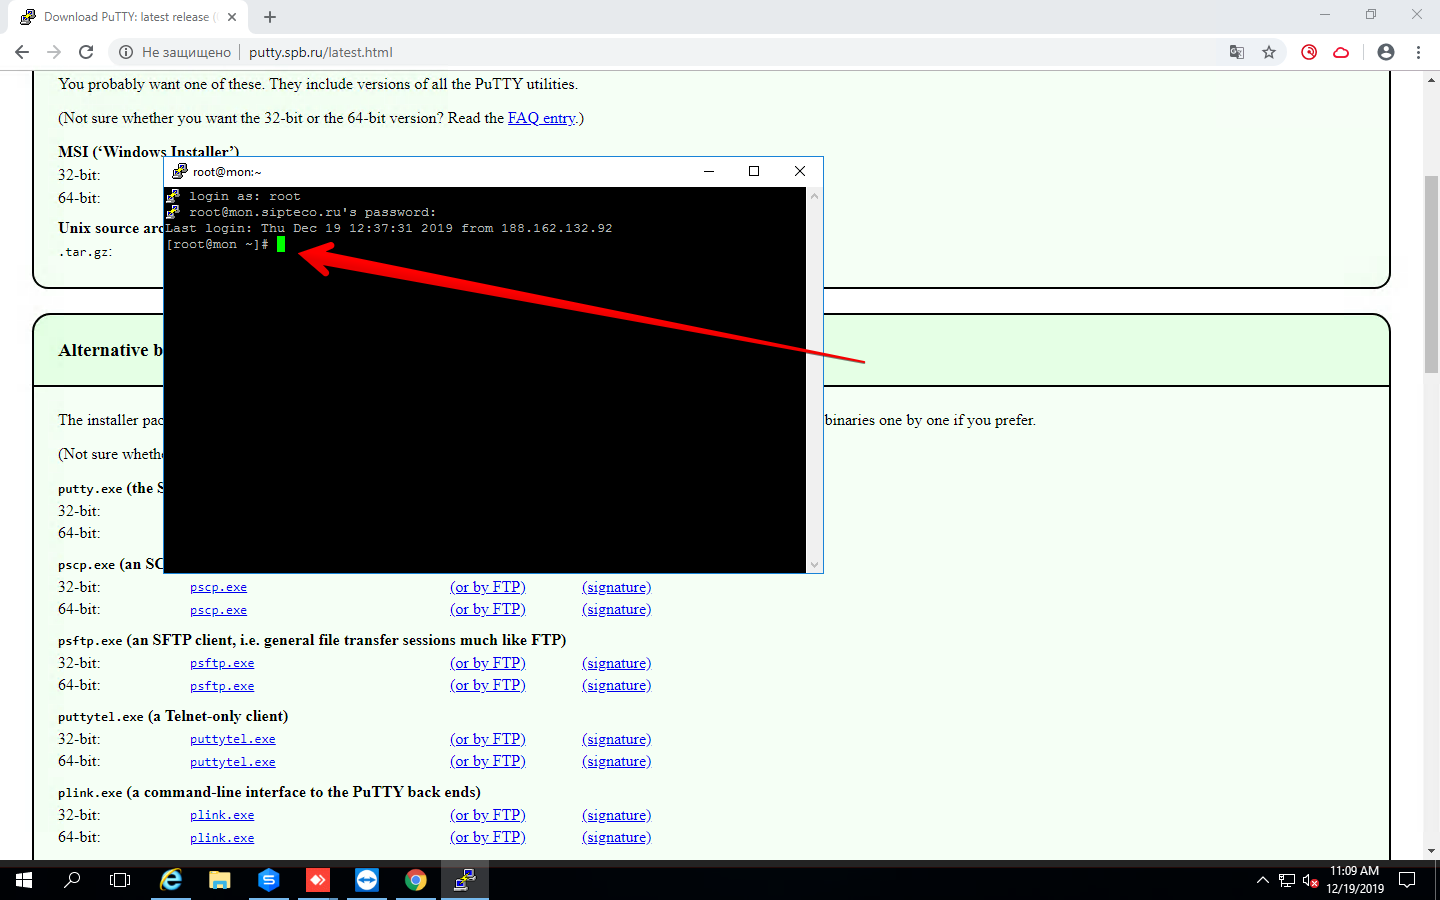 Download PuTTY: latest release (
Не защищено
putty.spb.ru/latest.html
You probably want one of these. They include versions of all the PuTTY utilities.
(Not sure whether you want the 32-bit or the 64-bit version? Read the FAQ entry.)
MSI (‘Windows Installer’)
32-bit:
64-bit:
Unix source arc
.tar.gz:
root@mon:~
login as: root
root@mon.sipteco.ru's password:
Last login: Thu Dec 19 12:37:31 2019 from 188.162.132.92
[root@mon ~]#
Alternative b
The installer pac binaries one by one if you prefer.
(Not sure wheth
putty.exe (the S
32-bit:
64-bit:
pscp.exe (an SC
32-bit: pscp.exe (or by FTP) (signature)
64-bit: pscp.exe (or by FTP) (signature)
psftp.exe (an SFTP client, i.e. general file transfer sessions much like FTP)
32-bit: psftp.exe (or by FTP) (signature)
64-bit: psftp.exe (or by FTP) (signature)
puttytel.exe (a Telnet-only client)
32-bit: puttytel.exe (or by FTP) (signature)
64-bit: puttytel.exe (or by FTP) (signature)
plink.exe (a command-line interface to the PuTTY back ends)
32-bit: plink.exe (or by FTP) (signature)
64-bit: plink.exe (or by FTP) (signature)
11:09 AM
12/19/2019